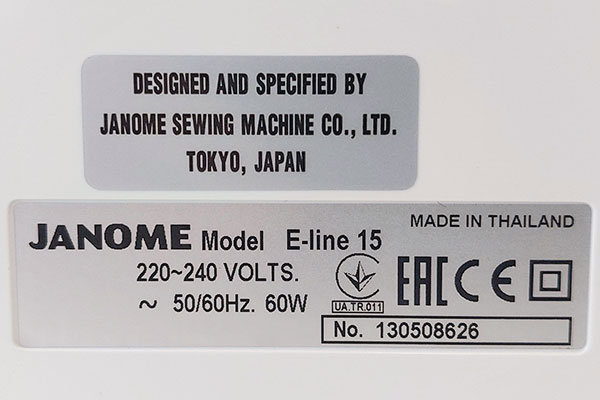 DESIGNED AND SPECIFIED BY
JANOME SEWING MACHINE CO., LTD.
TOKYO, JAPAN
MADE IN THAILAND
JANOME Model E-line 15
220~240 VOLTS.
~ 50/60Hz. 60W
UA.TR.011
EAC CE
No. 130508626